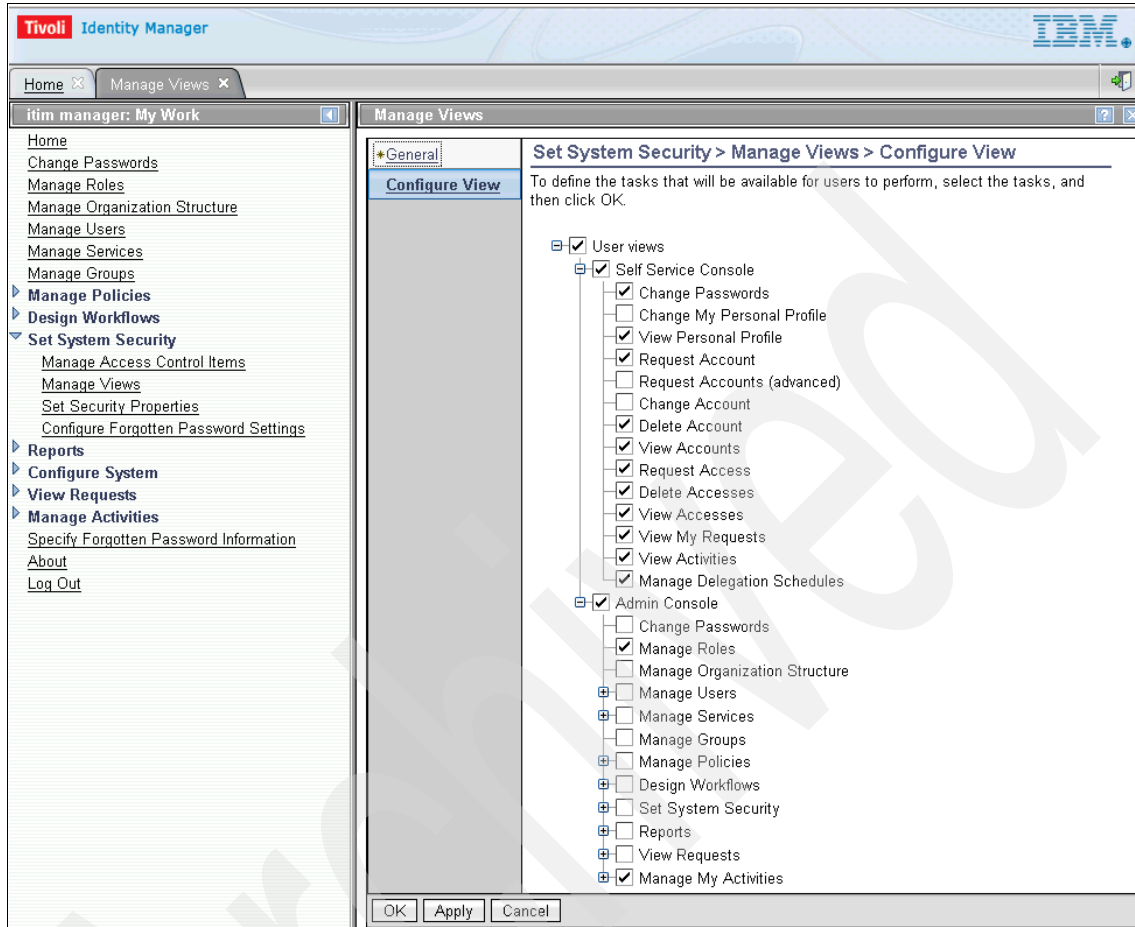 Tivoli Identity Manager
IBM.
Home
Manage Views
itim manager: My Work
Home
Change Passwords
Manage Roles
Manage Organization Structure
Manage Users
Manage Services
Manage Groups
Manage Policies
Design Workflows
Set System Security
Manage Access Control Items
Manage Views
Set Security Properties
Configure Forgotten Password Settings
Reports
Configure System
View Requests
Manage Activities
Specify Forgotten Password Information
About
Log Out
Manage Views
*General
Configure View
Set System Security > Manage Views > Configure View
To define the tasks that will be available for users to perform, select the tasks, and
then click OK.
User views
Self Service Console
Change Passwords
Change My Personal Profile
View Personal Profile
Request Account
Request Accounts (advanced)
Change Account
Delete Account
View Accounts
Request Access
Delete Accesses
View Accesses
View My Requests
View Activities
Manage Delegation Schedules
Admin Console
Change Passwords
Manage Roles
Manage Organization Structure
Manage Users
Manage Services
Manage Groups
Manage Policies
Design Workflows
Set System Security
Reports
View Requests
Manage My Activities
OK Apply Cancel
Archived